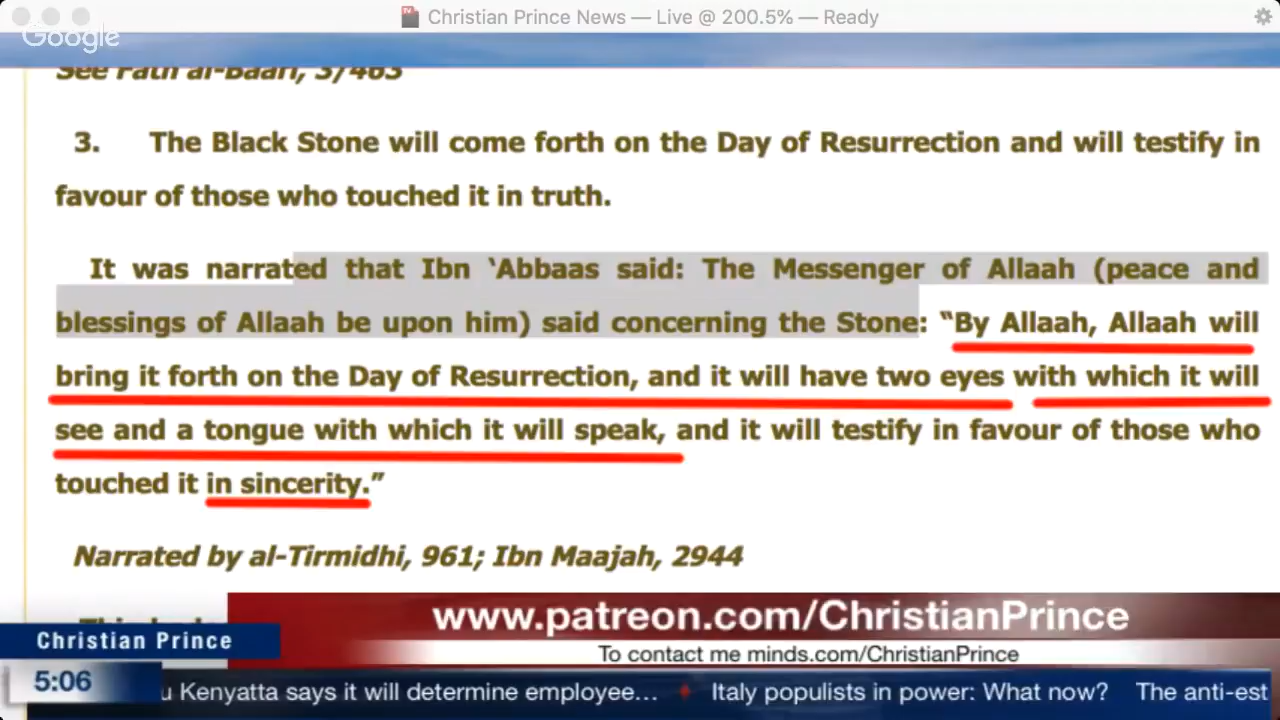 Christian Prince News — Live @ 200.5% — Ready
Google
See Fath al-Baari, 3/463
3. The Black Stone will come forth on the Day of Resurrection and will testify in
favour of those who touched it in truth.
It was narrated that Ibn ‘Abbaas said: The Messenger of Allaah (peace and
blessings of Allaah be upon him) said concerning the Stone: “By Allaah, Allaah will
bring it forth on the Day of Resurrection, and it will have two eyes with which it will
see and a tongue with which it will speak, and it will testify in favour of those who
touched it in sincerity.”
Narrated by al-Tirmidhi, 961; Ibn Maajah, 2944
www.patreon.com/ChristianPrince
Christian Prince
To contact me minds.com/ChristianPrince
5:06
u Kenyatta says it will determine employee... ♦ Italy populists in power: What now? The anti-est